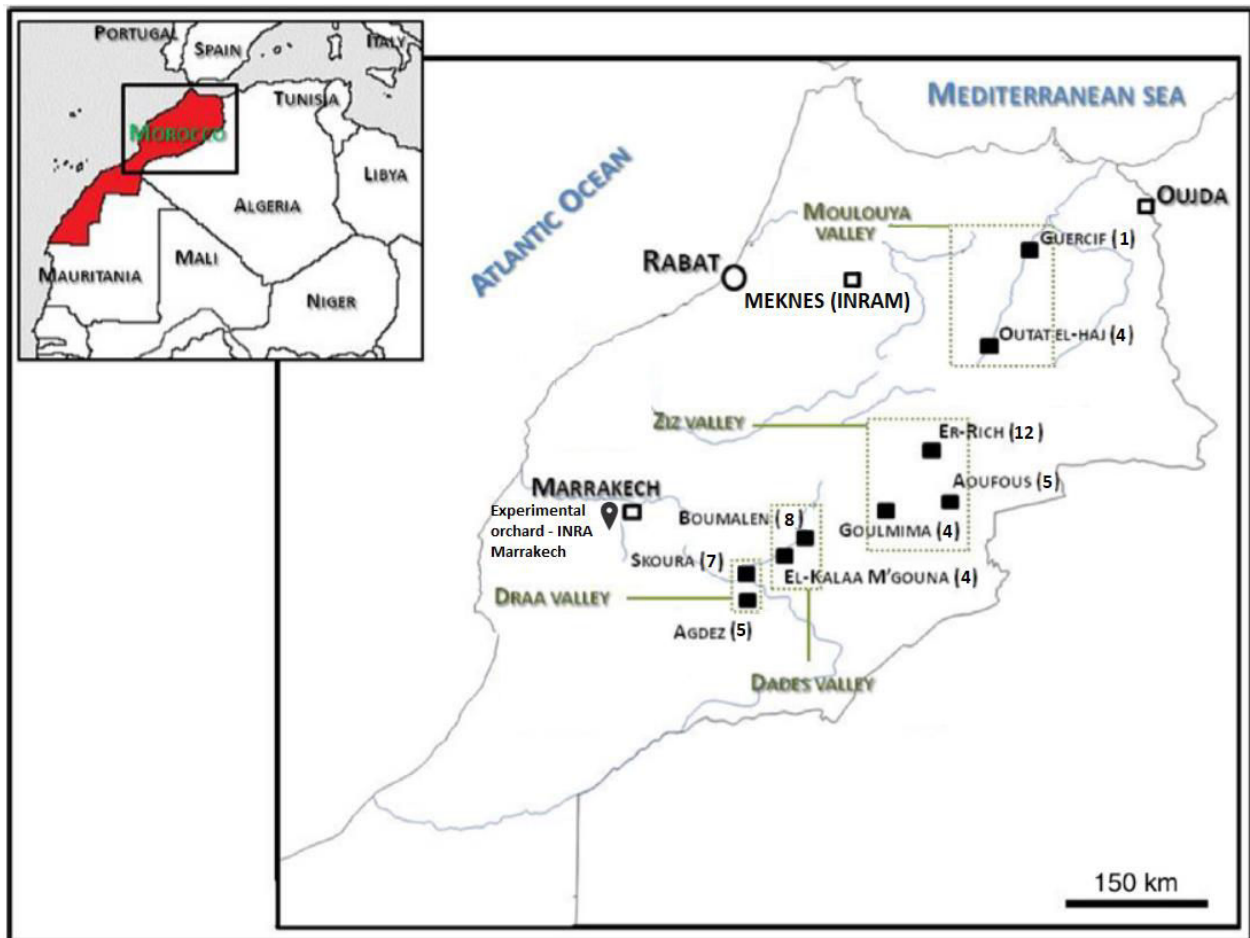 PORTUGAL
SPAIN
ITALY
TUNISIA
MOROCCO
LIBYA
ALGERIA
MALI
MAURITANIA
NIGER
MEDITERRANEAN SEA
ATLANTIC OCEAN
OUJDA
MOULOUYA
VALLEY
GUERCIF (1)
RABAT
MEKNES (INRAM)
OUTAT EL-HAJ (4)
ZIZ VALLEY
ER-RICH (12)
AOUFOUS (5)
MARRAKECH
Experimental
orchard - INRA
Marrakech
BOUMALEN (8)
GOULMIMA (4)
SKOURA (7)
EL-KALAA M'GOUNA (4)
DRAA VALLEY
AGDEZ (5)
DADES VALLEY
150 km